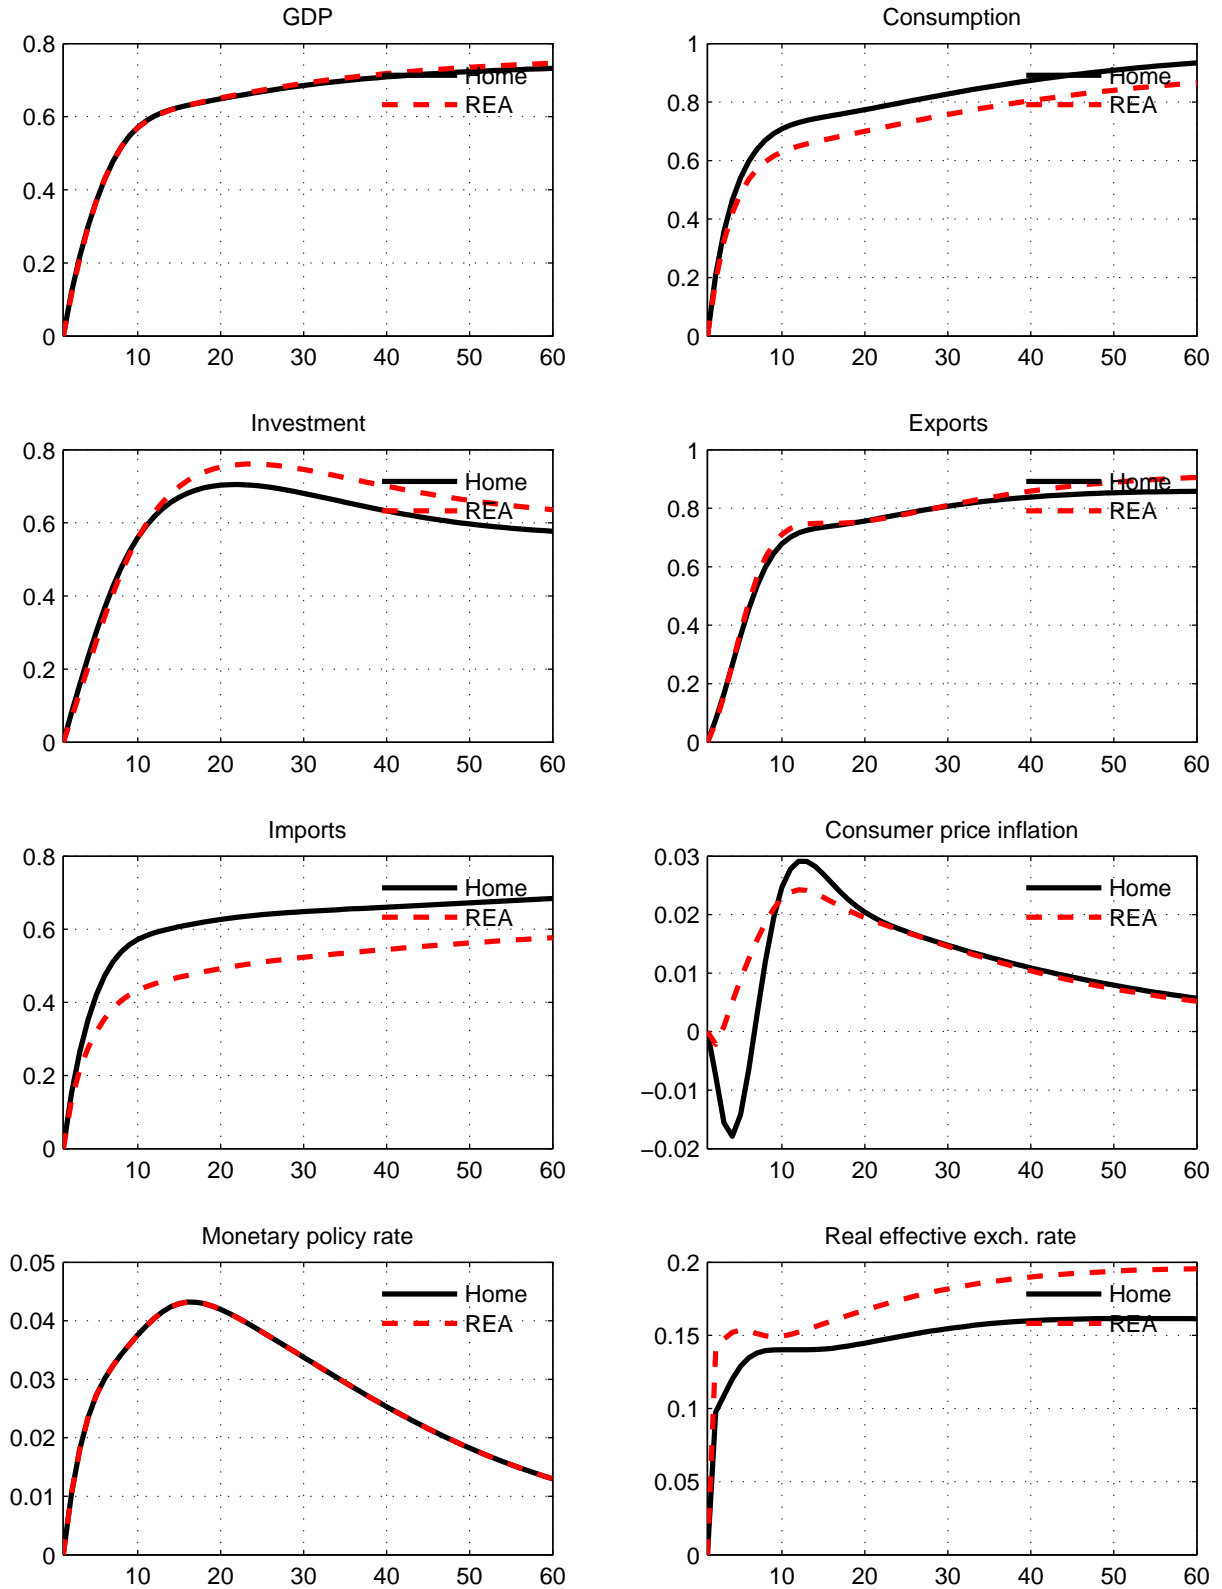 GDP
0.8
0.6
0.4
0.2
0
10 20 30 40 50 60
Home
REA
Consumption
1
0.8
0.6
0.4
0.2
0
10 20 30 40 50 60
Home
REA
Investment
0.8
0.6
0.4
0.2
0
10 20 30 40 50 60
Home
REA
Exports
1
0.8
0.6
0.4
0.2
0
10 20 30 40 50 60
Home
REA
Imports
0.8
0.6
0.4
0.2
0
10 20 30 40 50 60
Home
REA
Consumer price inflation
0.03
0.02
0.01
0
−0.01
−0.02
10 20 30 40 50 60
Home
REA
Monetary policy rate
0.05
0.04
0.03
0.02
0.01
0
10 20 30 40 50 60
Home
REA
Real effective exch. rate
0.2
0.15
0.1
0.05
0
10 20 30 40 50 60
Home
REA